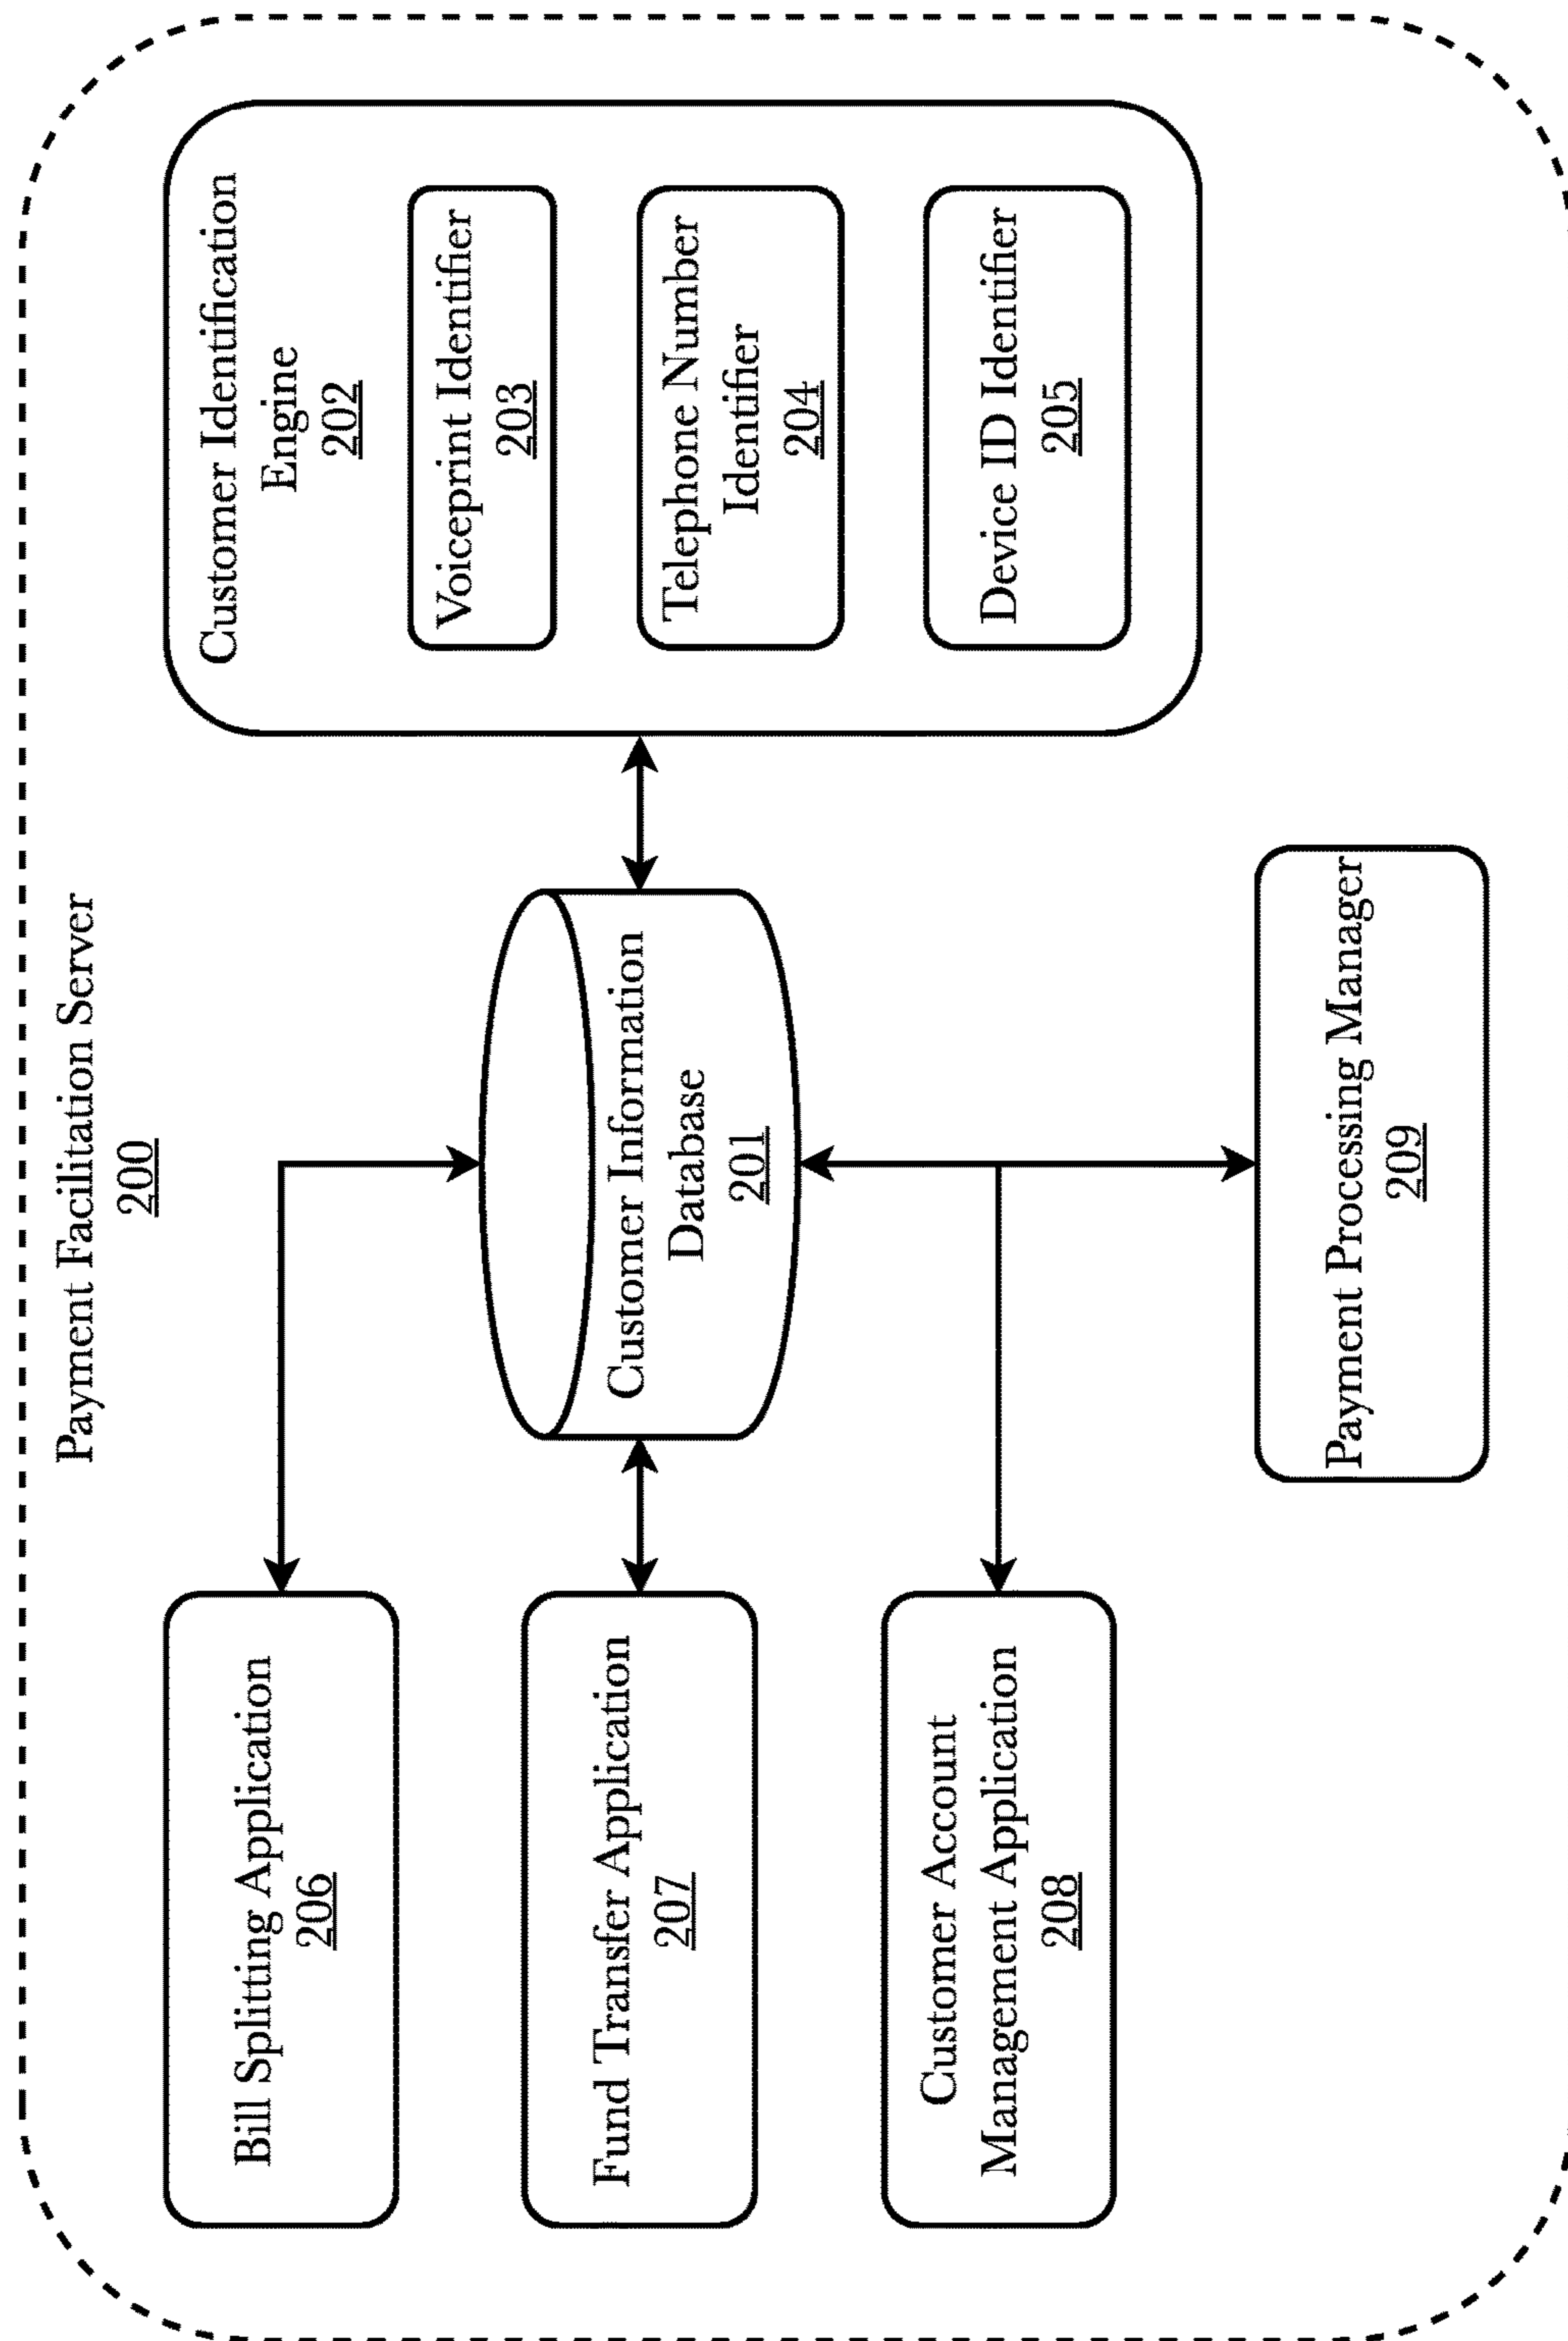 Payment Facilitation Server
200
Bill Splitting Application
206
Fund Transfer Application
207
Customer Account
Management Application
208
Customer Information
Database
201
Payment Processing Manager
209
Customer Identification
Engine
202
Voiceprint Identifier
203
Telephone Number
Identifier
204
Device ID Identifier
205